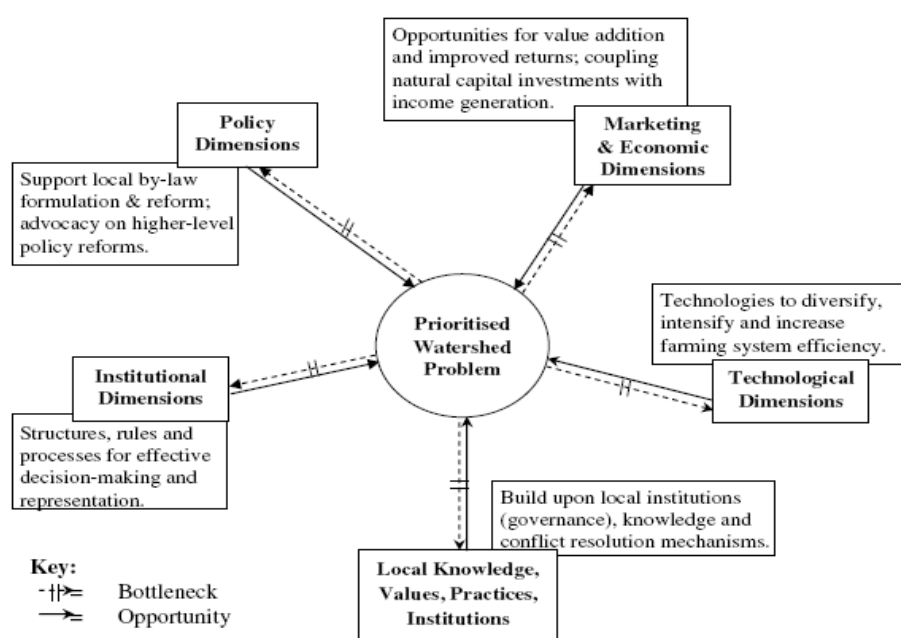 Opportunities for value addition
and improved returns; coupling
natural capital investments with
income generation.
Policy
Dimensions
Marketing
& Economic
Dimensions
Support local by-law
formulation & reform;
advocacy on higher-level
policy reforms.
Technologies to diversify,
intensify and increase
farming system efficiency.
Prioritised
Watershed
Problem
Institutional
Dimensions
Technological
Dimensions
Structures, rules and
processes for effective
decision-making and
representation.
Build upon local institutions
(governance), knowledge and
conflict resolution mechanisms.
Local Knowledge,
Values, Practices,
Institutions
Key:
= Bottleneck
= Opportunity